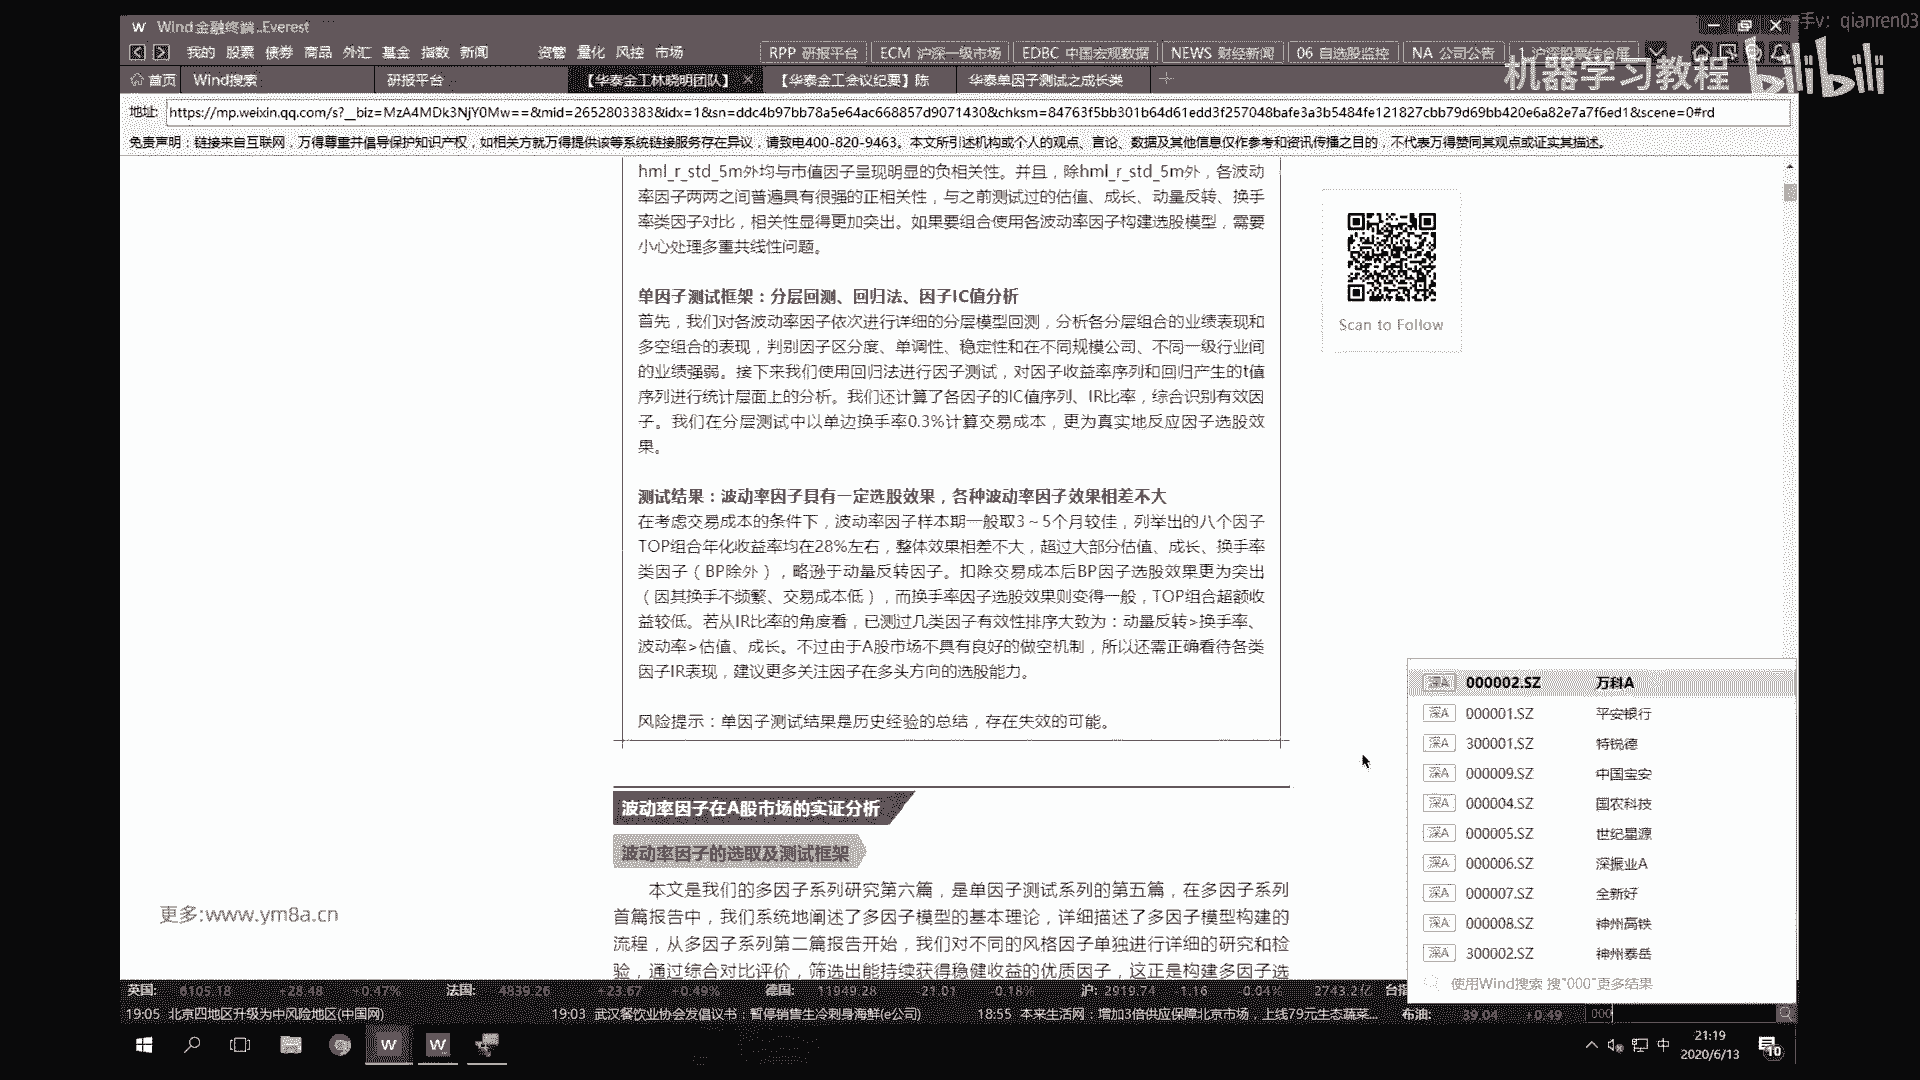 一手v：qianren03
W Wind金融终端..Everest
我的 股票 债券 商品 外汇 基金 指数 新闻 资管 量化 风控 市场
RPP 研报平台 ECM 沪深一级市场 EDBC 中国宏观数据 NEWS 财经新闻 06 自选股监控 NA 公司公告 1 沪深股票综合屏
机器学习教程 bilibili
首页 Wind搜索 研报平台 【华泰金工林晓明团队】 【华泰金工会议纪要】陈 华泰单因子测试之成长类
地址: https://mp.weixin.qq.com/s?__biz=MzA4MDk3NjY0Mw==&mid=2652803383&idx=1&sn=ddc4b97bb78a5e64ac668857d9071430&chksm=84763f5bb301b64d61edd3f257048bafe3a3b5484fe121827cbb79d69bb420e6a82e7a7f6ed1&scene=0#rd
免责声明：链接来自互联网，万得尊重并倡导保护知识产权，如相关方就万得提供该等系统链接服务存在异议，请致电400-820-9463。本文所引述机构或个人的观点、言论、数据及其他信息仅作参考和资讯传播之目的，不代表万得赞同其观点或证实其描述。
hml_r_std_5m外均与市值因子呈现明显的负相关性。并且，除hml_r_std_5m外，各波动
率因子两两之间普遍具有很强的正相关性，与之前测试过的估值、成长、动量反转、换手
率类因子对比，相关性显得更加突出。如果要组合使用各波动率因子构建选股模型，需要
小心处理多重共线性问题。
单因子测试框架：分层回测、回归法、因子IC值分析
首先，我们对各波动率因子依次进行详细的分层模型回测，分析各分层组合的业绩表现和
多空组合的表现，判别因子区分度、单调性、稳定性和在不同规模公司、不同一级行业间
的业绩强弱。接下来我们使用回归法进行因子测试，对因子收益率序列和回归产生的t值
序列进行统计层面上的分析。我们还计算了各因子的IC值序列、IR比率，综合识别有效因
子。我们在分层测试中以单边换手率0.3%计算交易成本，更为真实地反应因子选股效
果。
测试结果：波动率因子具有一定选股效果，各种波动率因子效果相差不大
在考虑交易成本的条件下，波动率因子样本期一般取3～5个月较佳，列举出的八个因子
TOP组合年化收益率均在28%左右，整体效果相差不大，超过大部分估值、成长、换手率
类因子（BP除外），略逊于动量反转因子。扣除交易成本后BP因子选股效果更为突出
（因其换手不频繁、交易成本低），而换手率因子选股效果则变得一般，TOP组合超额收
益较低。若从IR比率的角度看，已测过几类因子有效性排序大致为：动量反转>换手率、
波动率>估值、成长。不过由于A股市场不具有良好的做空机制，所以还需正确看待各类
因子IR表现，建议更多关注因子在多头方向的选股能力。
风险提示：单因子测试结果是历史经验的总结，存在失效的可能。
波动率因子在A股市场的实证分析
波动率因子的选取及测试框架
本文是我们的多因子系列研究第六篇，是单因子测试系列的第五篇，在多因子系列
首篇报告中，我们系统地阐述了多因子模型的基本理论，详细描述了多因子模型构建的
流程，从多因子系列第二篇报告开始，我们对不同的风格因子单独进行详细的研究和检
验，通过综合对比评价，筛选出能持续获得稳健收益的优质因子，这正是构建多因子选
Scan to Follow
深A 000002.SZ 万科A
深A 000001.SZ 平安银行
深A 300001.SZ 特锐德
深A 000009.SZ 中国宝安
深A 000004.SZ 国农科技
深A 000005.SZ 世纪星源
深A 000006.SZ 深振业A
深A 000007.SZ 全新好
深A 000008.SZ 神州高铁
深A 300002.SZ 神州泰岳
使用Wind搜索 搜"000"更多结果
更多:www.ym8a.cn
英国: 6105.18 +28.48 +0.47% 法国: 4839.26 +23.67 +0.49% 德国: 11949.28 -21.01 -0.18% 沪: 2919.74 1.16 -0.04% 2743.2亿 台指
19:05 北京四地区升级为中风险地区(中国网) 19:03 武汉餐饮业协会发倡议书：暂停销售生冷刺身海鲜(e公司) 18:55 本来生活网：增加3倍供应保障北京市场，上线79元生态蔬菜... 布油: 39.04 +0.49 000
中 21:19
2020/6/13
10